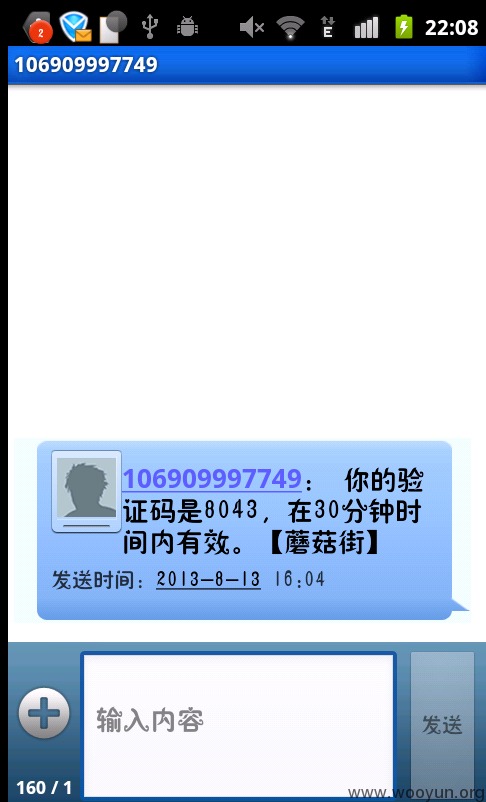 2
E
22:08
106909997749
106909997749： 你的验
证码是8043，在30分钟时
间内有效。【蘑菇街】
发送时间：2013-8-13 16:04
输入内容
发送
160 / 1
www.wooyun.org